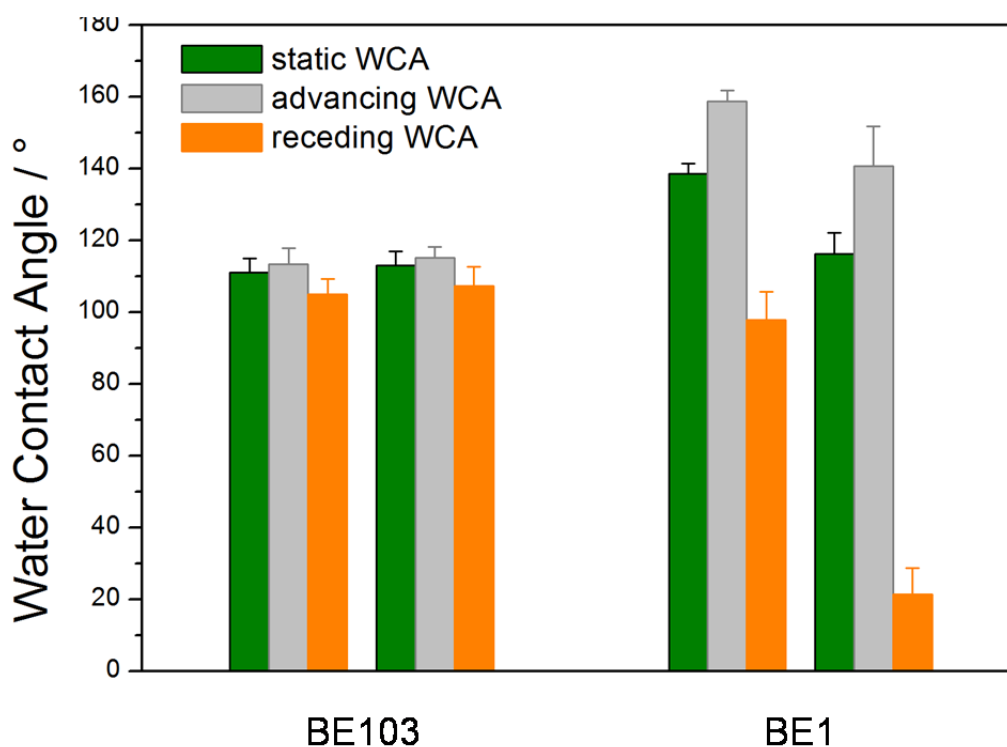 Water Contact Angle / °
180
160
140
120
100
80
60
40
20
0
static WCA
advancing WCA
receding WCA
BE103
BE1